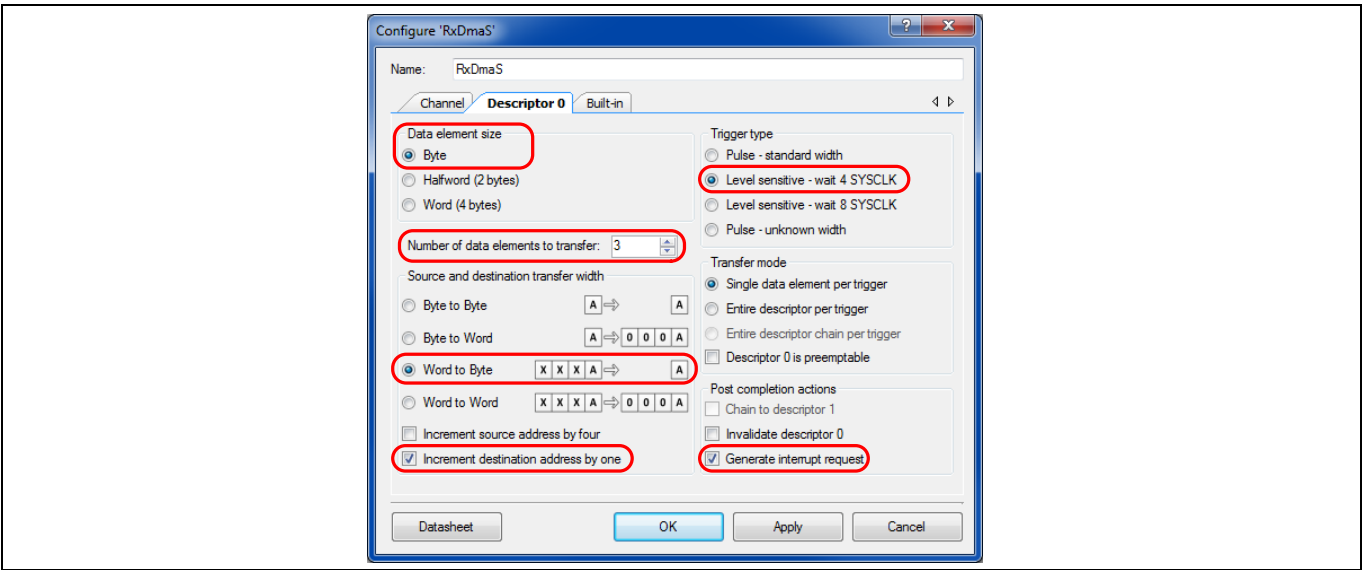 Configure 'RxDmaS'
?
X
Name: RxDmaS
Channel Descriptor 0 Built-in
Data element size
Byte
Halfword (2 bytes)
Word (4 bytes)
Number of data elements to transfer: 3
Source and destination transfer width
Byte to Byte A A
Byte to Word A 0 0 0 A
Word to Byte X X X A A
Word to Word X X X A 0 0 0 A
Increment source address by four
Increment destination address by one
Trigger type
Pulse - standard width
Level sensitive - wait 4 SYSCLK
Level sensitive - wait 8 SYSCLK
Pulse - unknown width
Transfer mode
Single data element per trigger
Entire descriptor per trigger
Entire descriptor chain per trigger
Descriptor 0 is preemptable
Post completion actions
Chain to descriptor 1
Invalidate descriptor 0
Generate interrupt request
Datasheet OK Apply Cancel